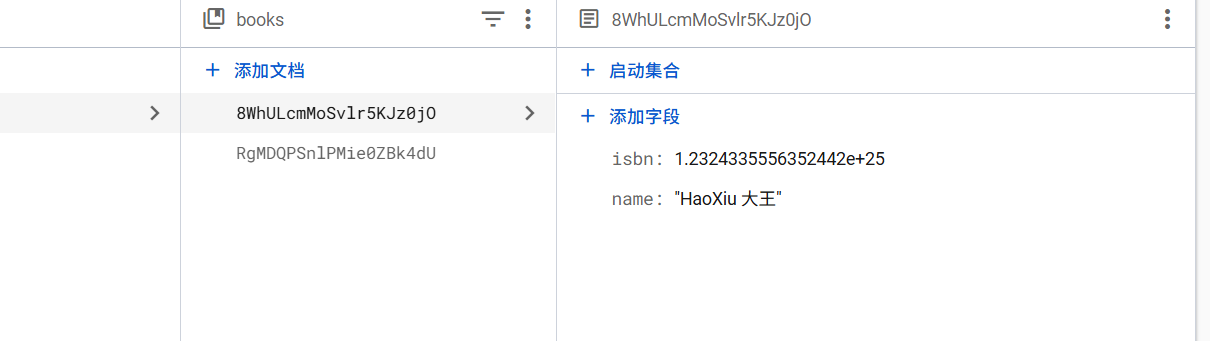 books
8WhULcmMoSvlr5KJz0jO
添加文档
启动集合
8WhULcmMoSvlr5KJz0jO
添加字段
RgMDQPSnlPMie0ZBk4dU
isbn: 1.2324335556352442e+25
name: "HaoXiu 大王"